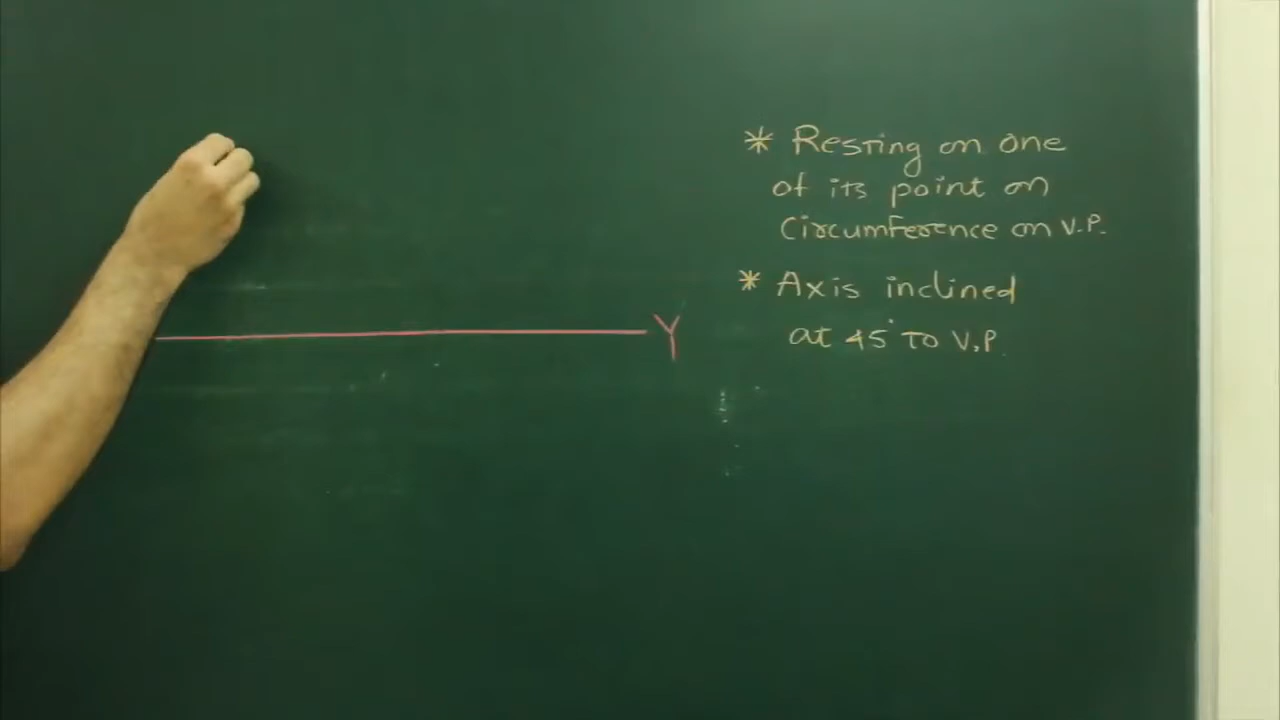 * Resting on one
of its point on
Circumference on V.P.
* Axis inclined
at 45° to V.P.
Y